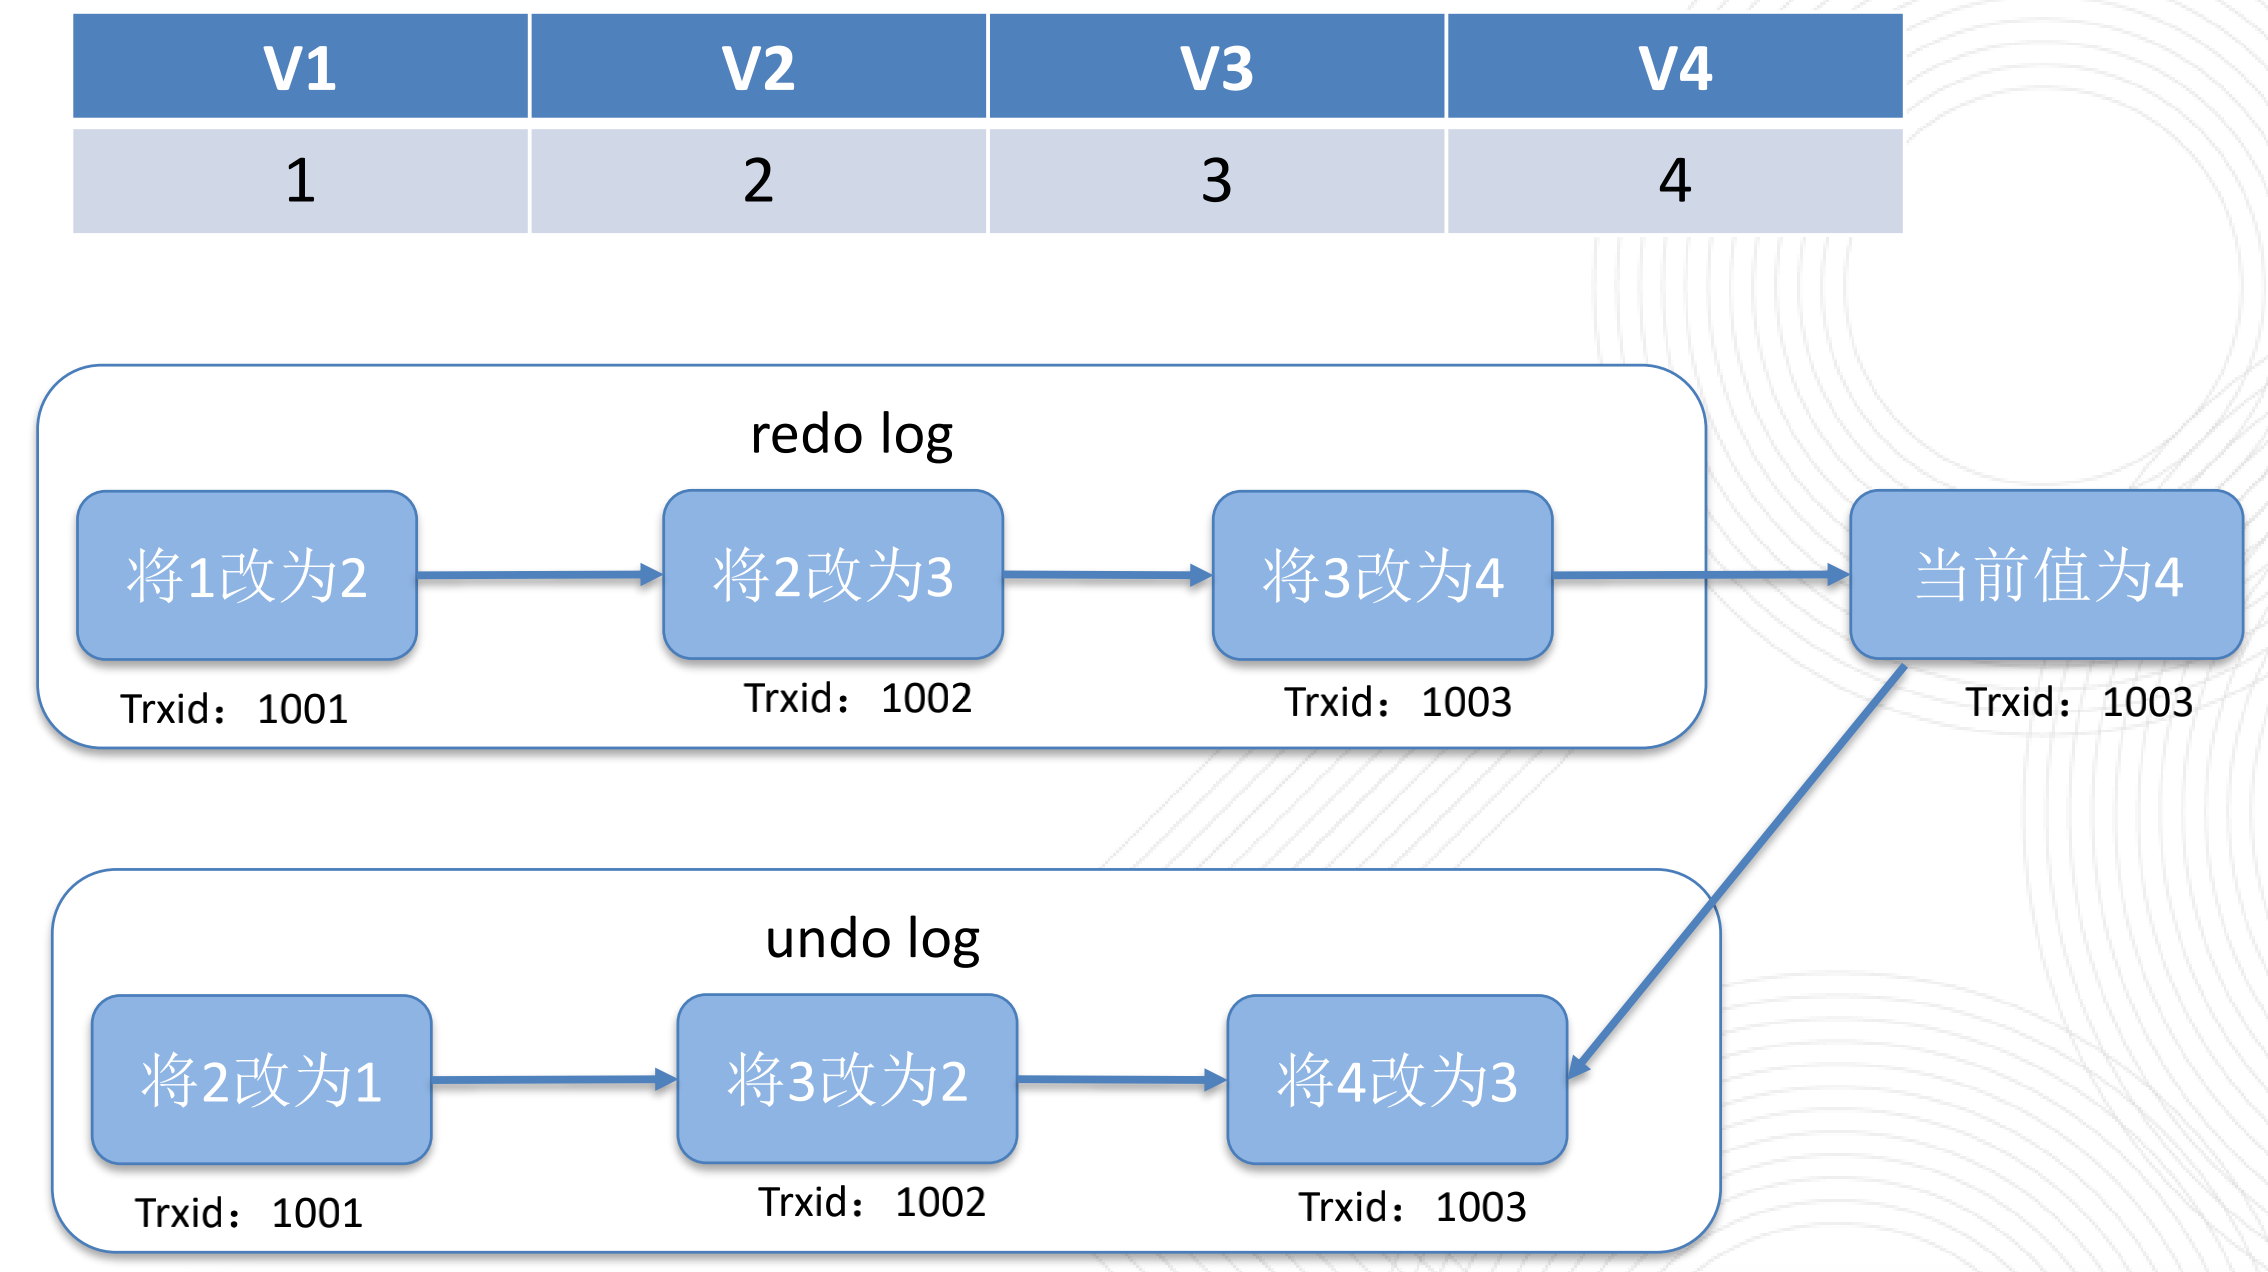 V1 V2 V3 V4
1 2 3 4
redo log
将1改为2 将2改为3 将3改为4 当前值为4
Trxid：1001 Trxid：1002 Trxid：1003 Trxid：1003
undo log
将2改为1 将3改为2 将4改为3
Trxid：1001 Trxid：1002 Trxid：1003